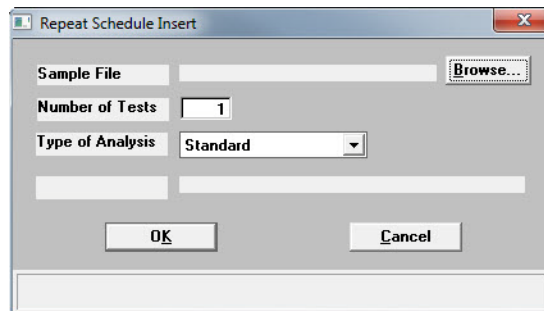 Repeat Schedule Insert
Sample File
Browse...
Number of Tests 1
Type of Analysis Standard
OK Cancel